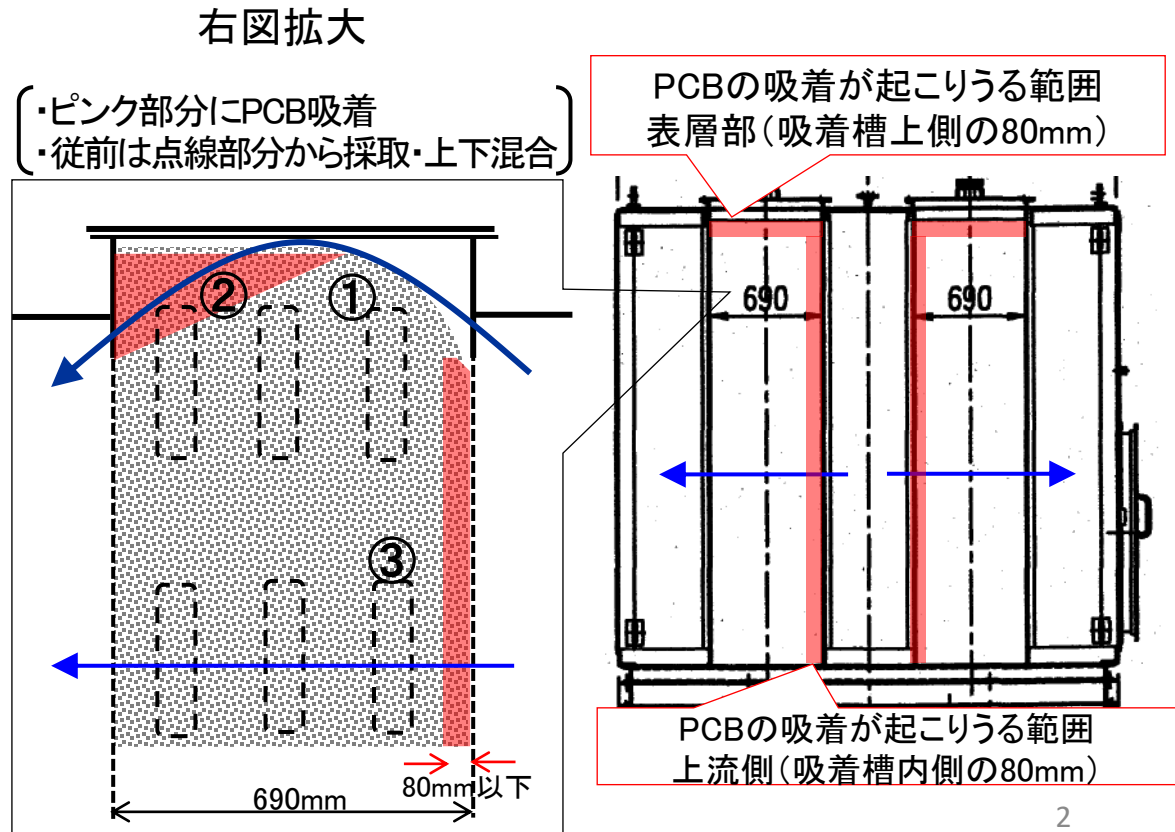 右図拡大
・ピンク部分にPCB吸着
・従前は点線部分から採取・上下混合
PCBの吸着が起こりうる範囲
表層部(吸着槽上側の80mm)
②
①
③
80mm以下
690mm
690
690
PCBの吸着が起こりうる範囲
上流側(吸着槽内側の80mm)
2